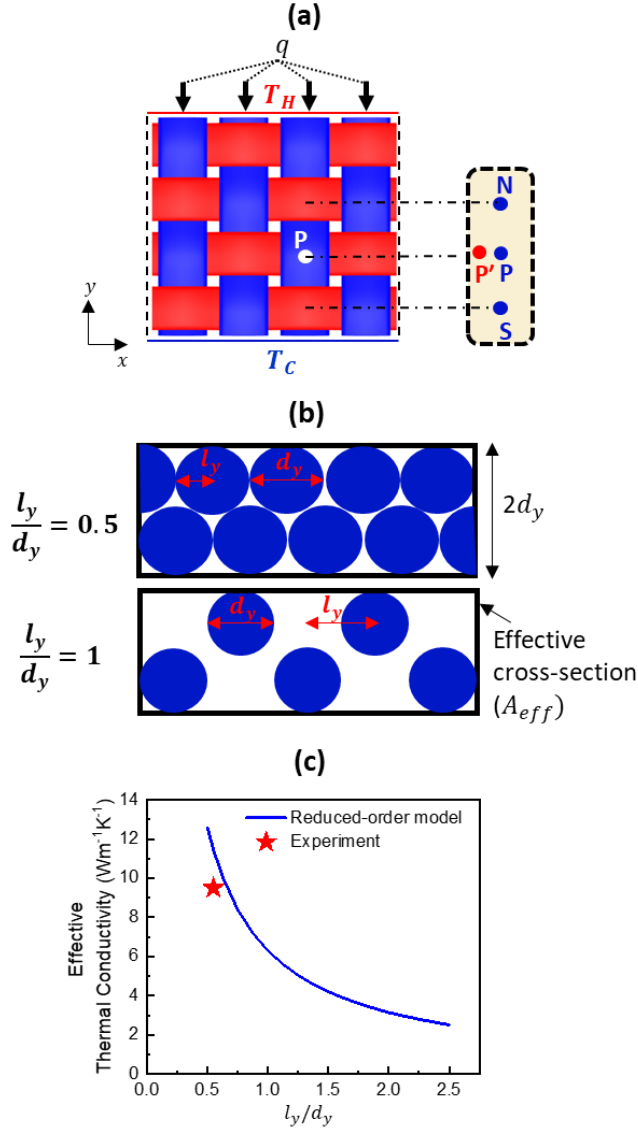 (a)
q
T_H
P
N
P′ P
S
y
x
T_C
(b)
l_y
d_y
l_y/d_y = 0.5
2d_y
d_y
l_y
l_y/d_y = 1
Effective
cross-section
(A_eff)
(c)
Effective
Thermal Conductivity (Wm⁻¹K⁻¹)
14
12
10
8
6
4
2
0
Reduced-order model
Experiment
0.0 0.5 1.0 1.5 2.0 2.5
l_y/d_y